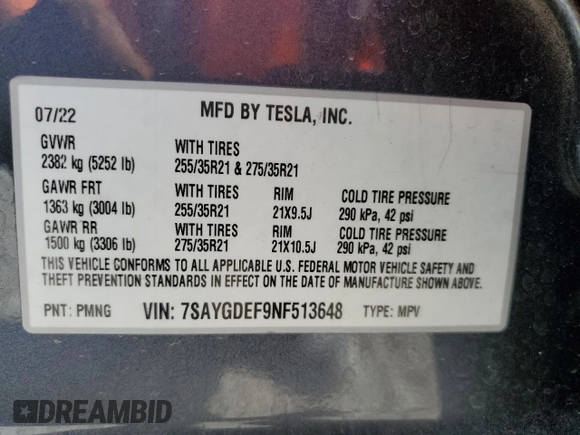 07/22 MFD BY TESLA, INC.
GVWR WITH TIRES
2382 kg (5252 lb) 255/35R21 & 275/35R21
GAWR FRT WITH TIRES RIM COLD TIRE PRESSURE
1363 kg (3004 lb) 255/35R21 21X9.5J 290 kPa, 42 psi
GAWR RR WITH TIRES RIM COLD TIRE PRESSURE
1500 kg (3306 lb) 275/35R21 21X10.5J 290 kPa, 42 psi
THIS VEHICLE CONFORMS TO ALL APPLICABLE U.S. FEDERAL MOTOR VEHICLE SAFETY AND
THEFT PREVENTION STANDARDS IN EFFECT ON THE DATE OF MANUFACTURE SHOWN ABOVE.
PNT: PMNG VIN: 7SAYGDEF9NF513648 TYPE: MPV
DREAMBID